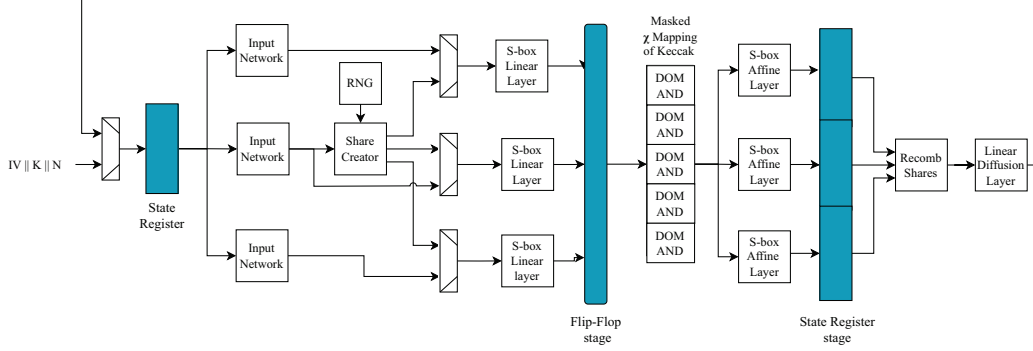 IV || K || N
State
Register
Input
Network
Input
Network
Input
Network
RNG
Share
Creator
S-box
Linear
Layer
S-box
Linear
Layer
S-box
Linear
layer
Flip-Flop
stage
Masked
χ Mapping
of Keccak
DOM
AND
DOM
AND
DOM
AND
DOM
AND
DOM
AND
S-box
Affine
Layer
S-box
Affine
Layer
S-box
Affine
Layer
State Register
stage
Recomb
Shares
Linear
Diffusion
Layer